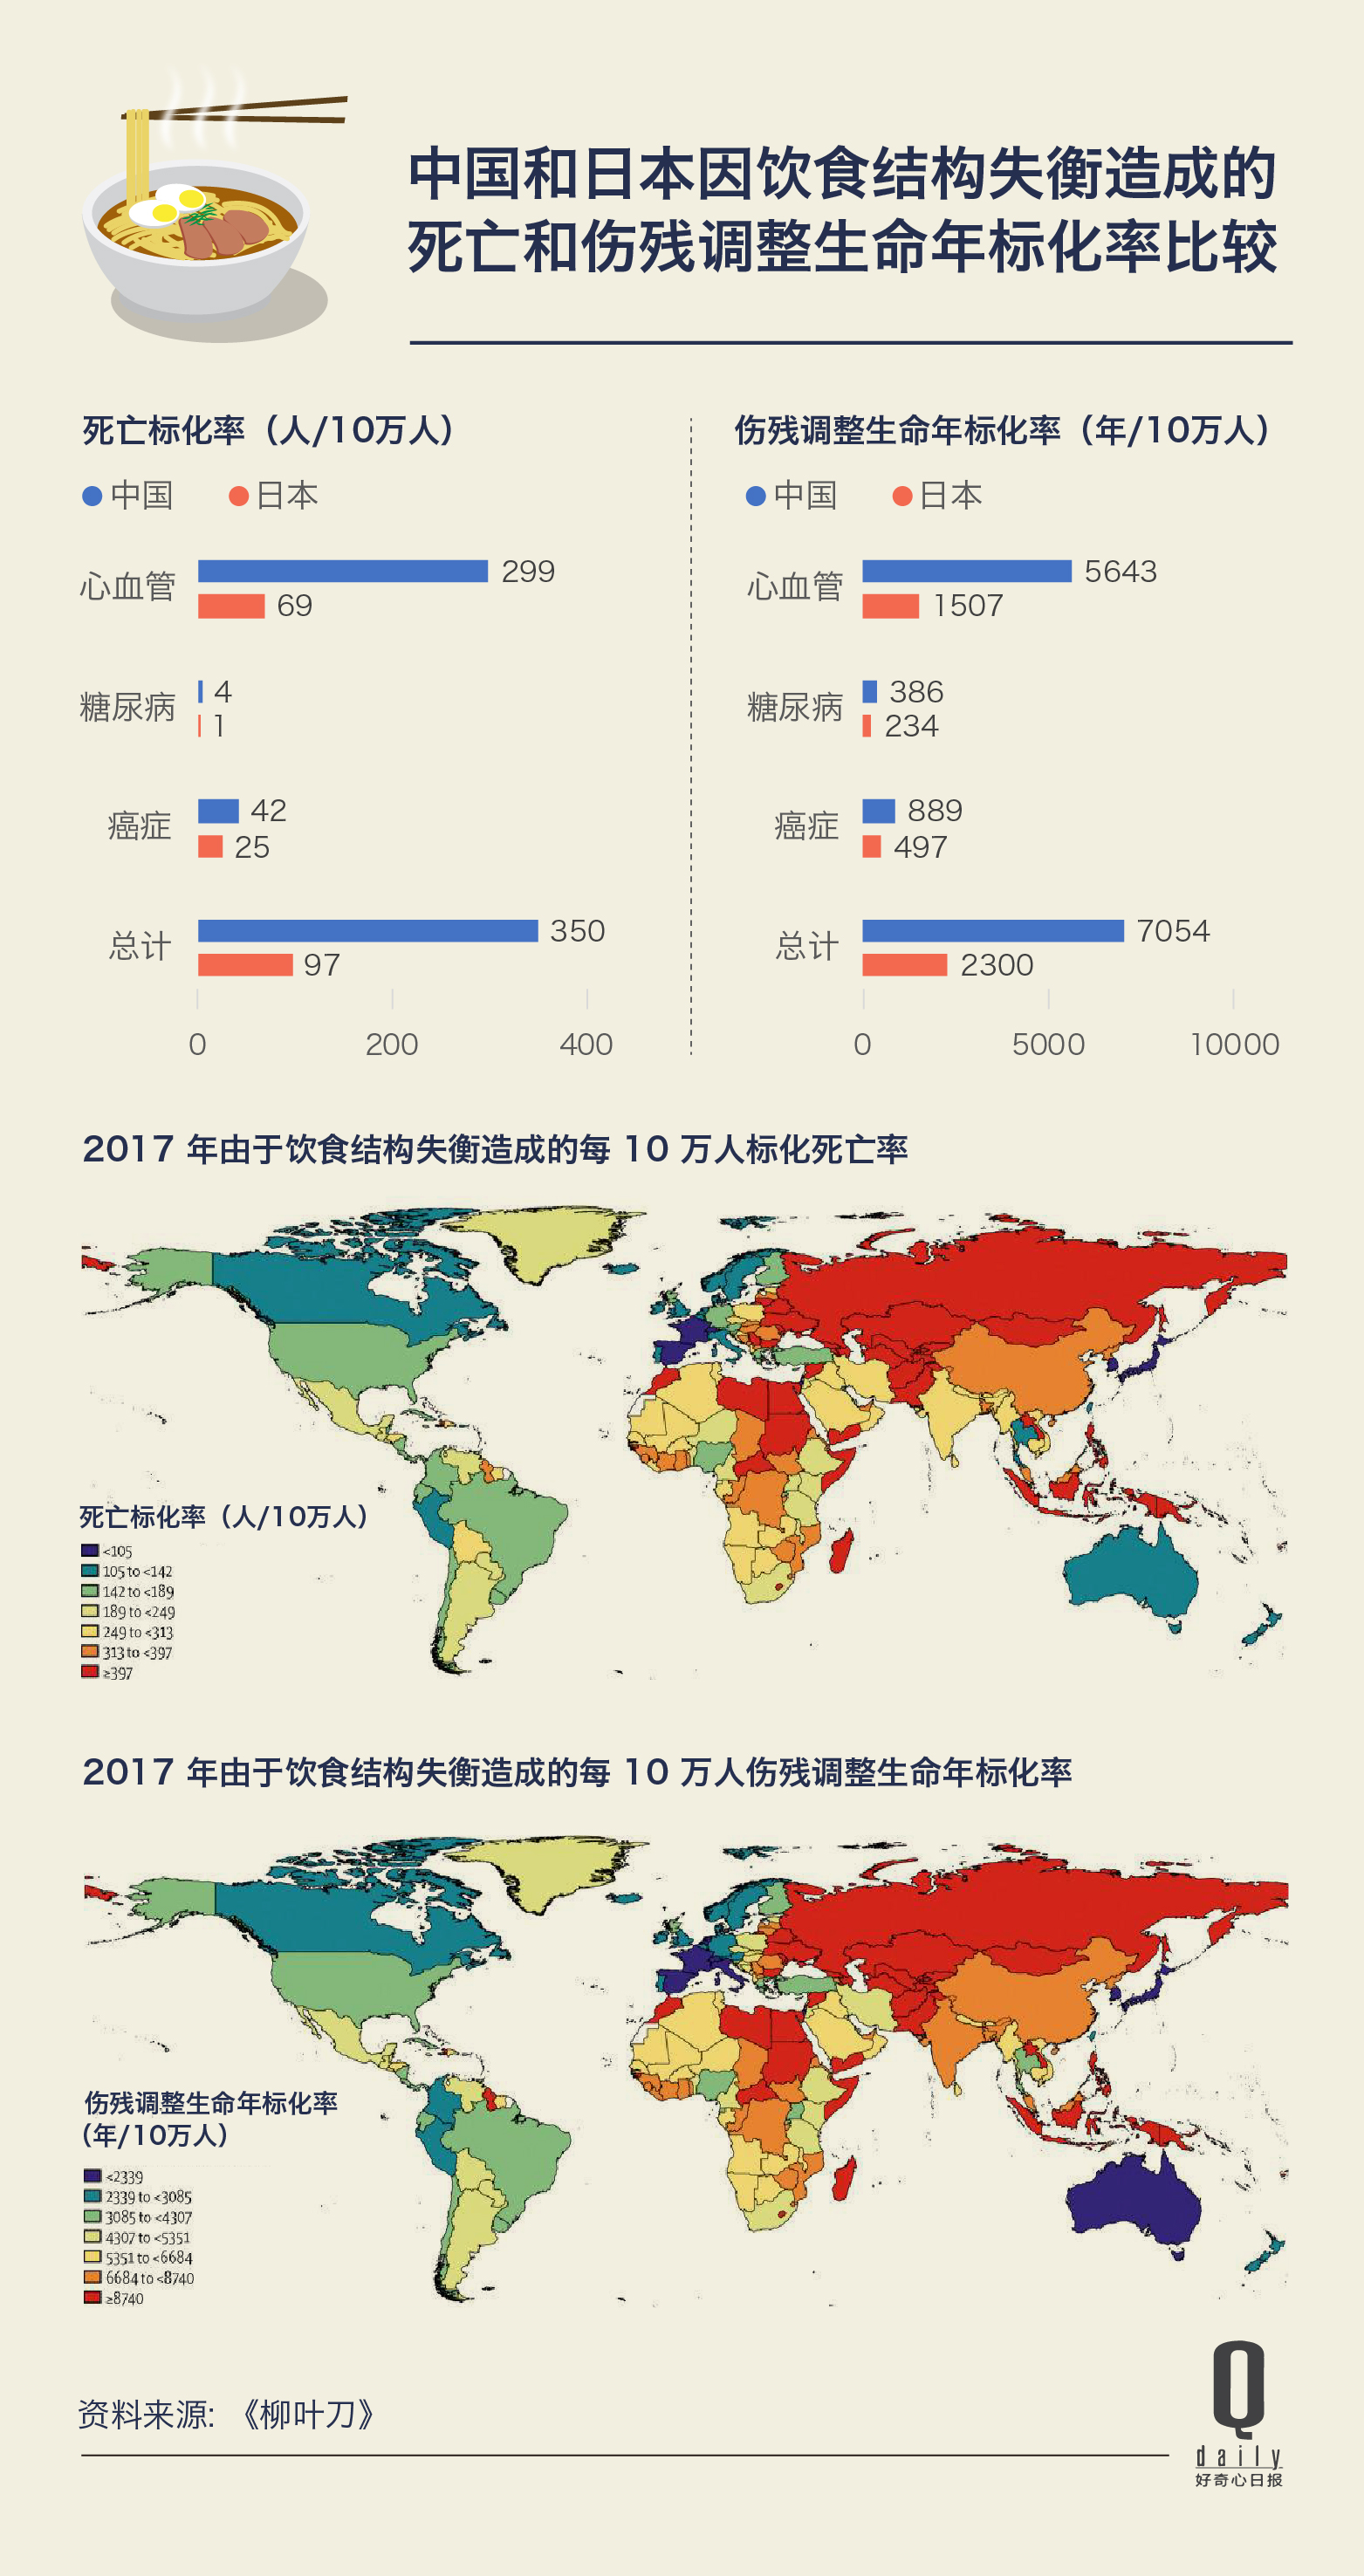 中国和日本因饮食结构失衡造成的
死亡和伤残调整生命年标化率比较
死亡标化率（人/10万人）
中国 日本
心血管
299
69
糖尿病
4
1
癌症
42
25
总计
350
97
0 200 400
伤残调整生命年标化率（年/10万人）
中国 日本
心血管
5643
1507
糖尿病
386
234
癌症
889
497
总计
7054
2300
0 5000 10000
2017 年由于饮食结构失衡造成的每 10 万人标化死亡率
死亡标化率（人/10万人）
<105
105 to <142
142 to <189
189 to <249
249 to <313
313 to <397
≥397
2017 年由于饮食结构失衡造成的每 10 万人伤残调整生命年标化率
伤残调整生命年标化率
（年/10万人）
<2339
2339 to <3085
3085 to <4307
4307 to <5351
5351 to <6684
6684 to <8740
≥8740
资料来源: 《柳叶刀》
Q
daily
好奇心日报